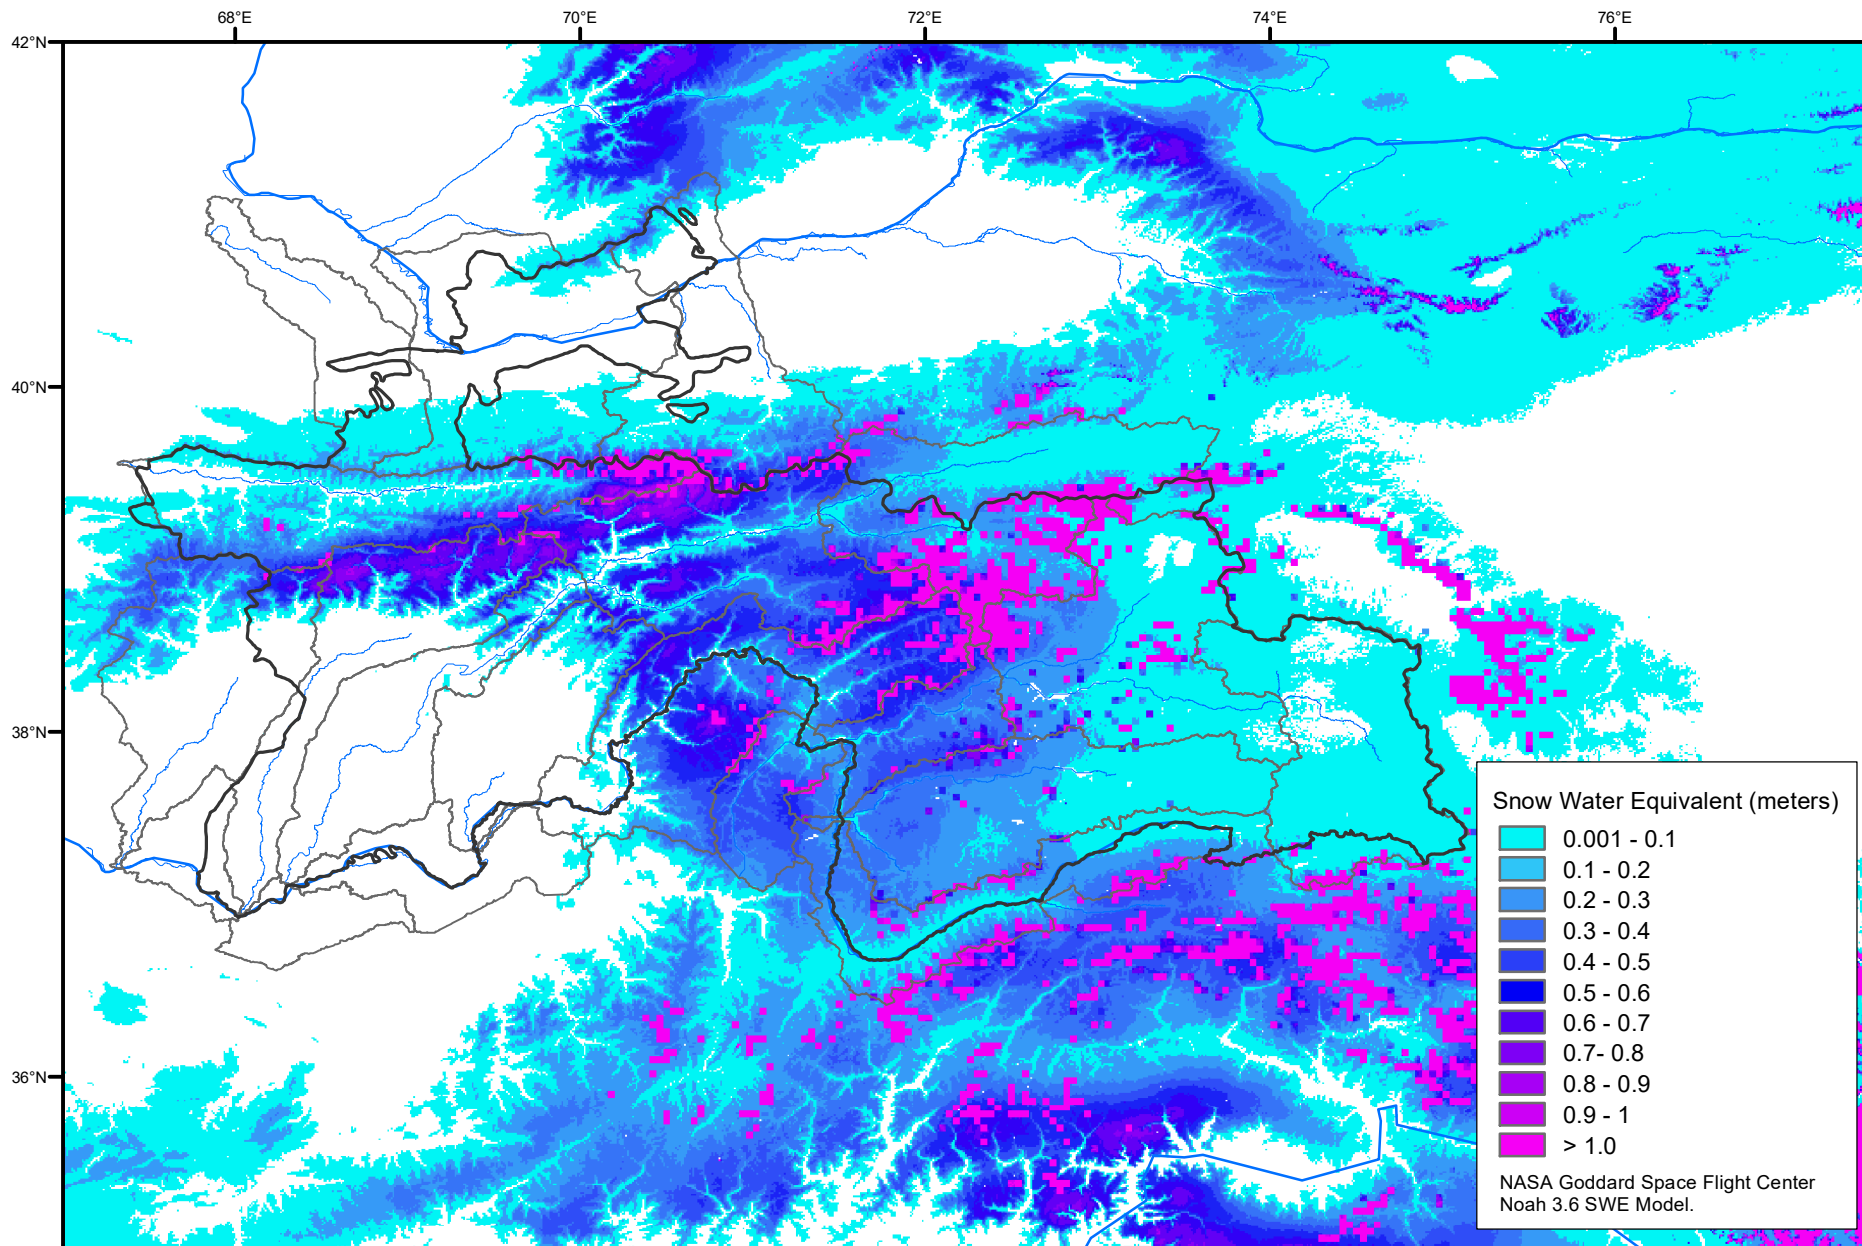 68°E 70°E 72°E 74°E 76°E
42°N
40°N
38°N
36°N
Snow Water Equivalent (meters)
0.001 - 0.1
0.1 - 0.2
0.2 - 0.3
0.3 - 0.4
0.4 - 0.5
0.5 - 0.6
0.6 - 0.7
0.7- 0.8
0.8 - 0.9
0.9 - 1
> 1.0
NASA Goddard Space Flight Center
Noah 3.6 SWE Model.